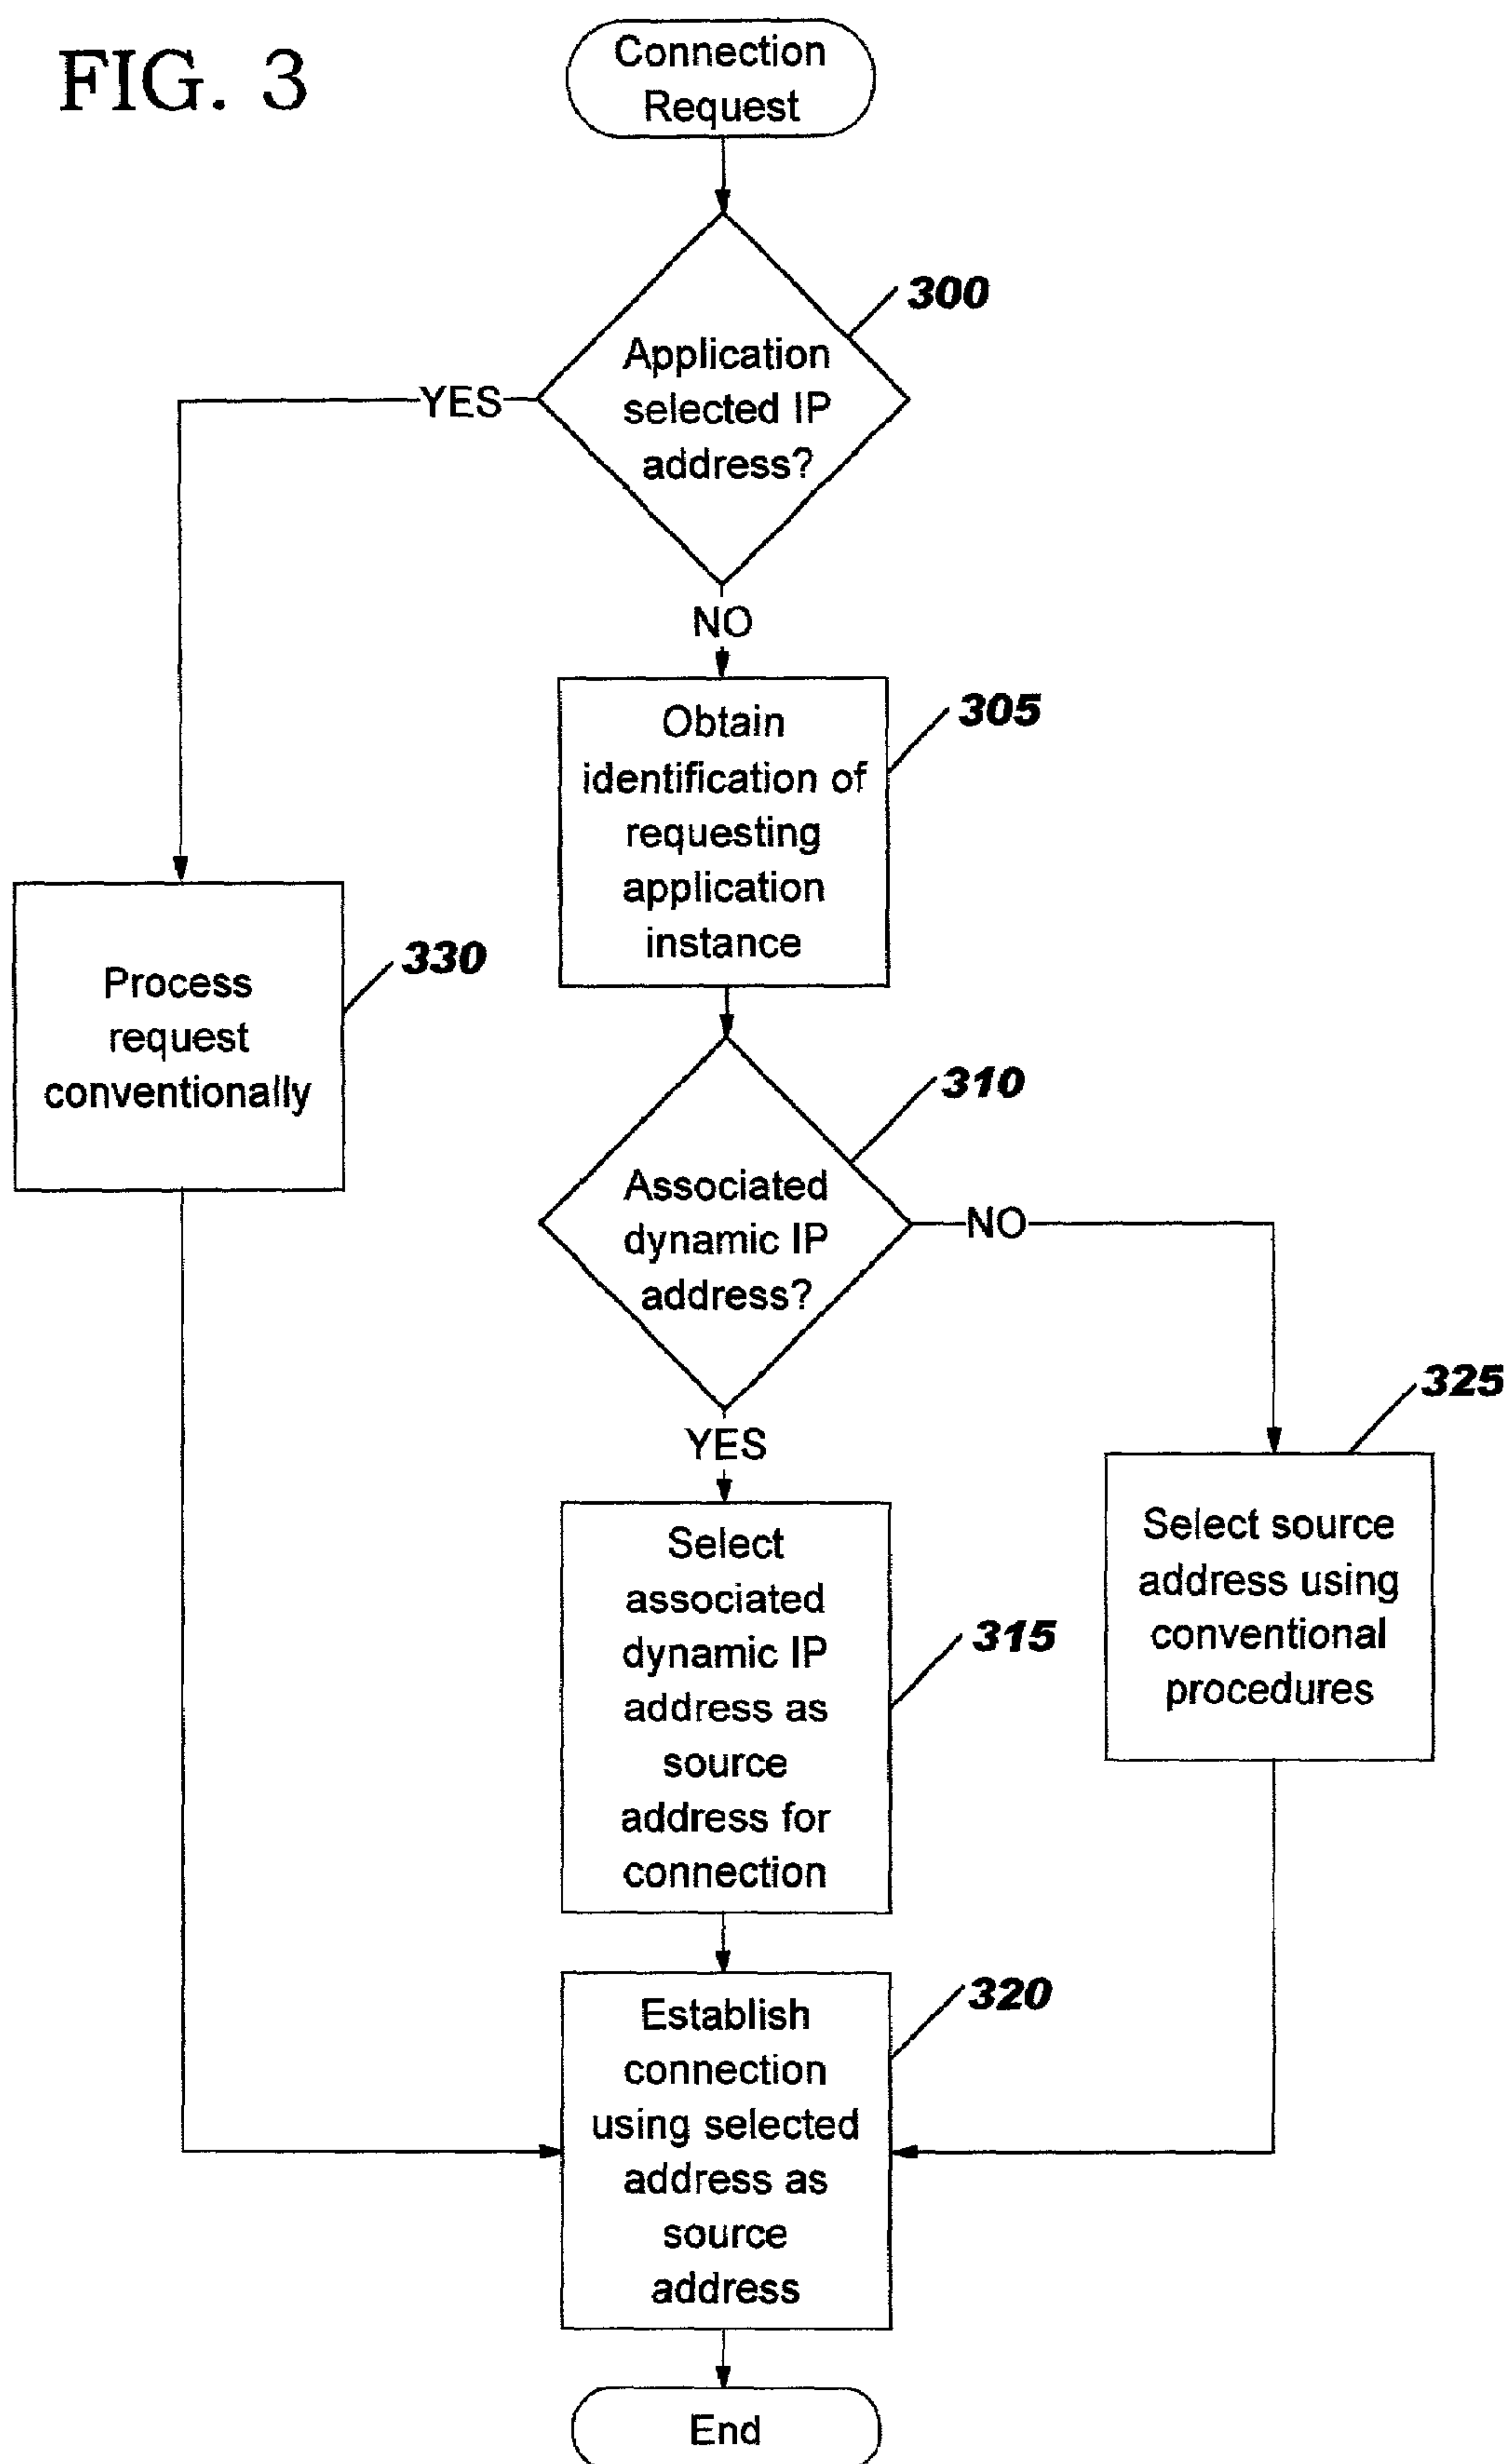 FIG. 3
Connection
Request
300
Application
selected IP
address?
YES
NO
305
Obtain
identification of
requesting
application
instance
330
Process
request
conventionally
310
Associated
dynamic IP
address?
NO
YES
325
Select source
address using
conventional
procedures
315
Select
associated
dynamic IP
address as
source
address for
connection
320
Establish
connection
using selected
address as
source
address
End